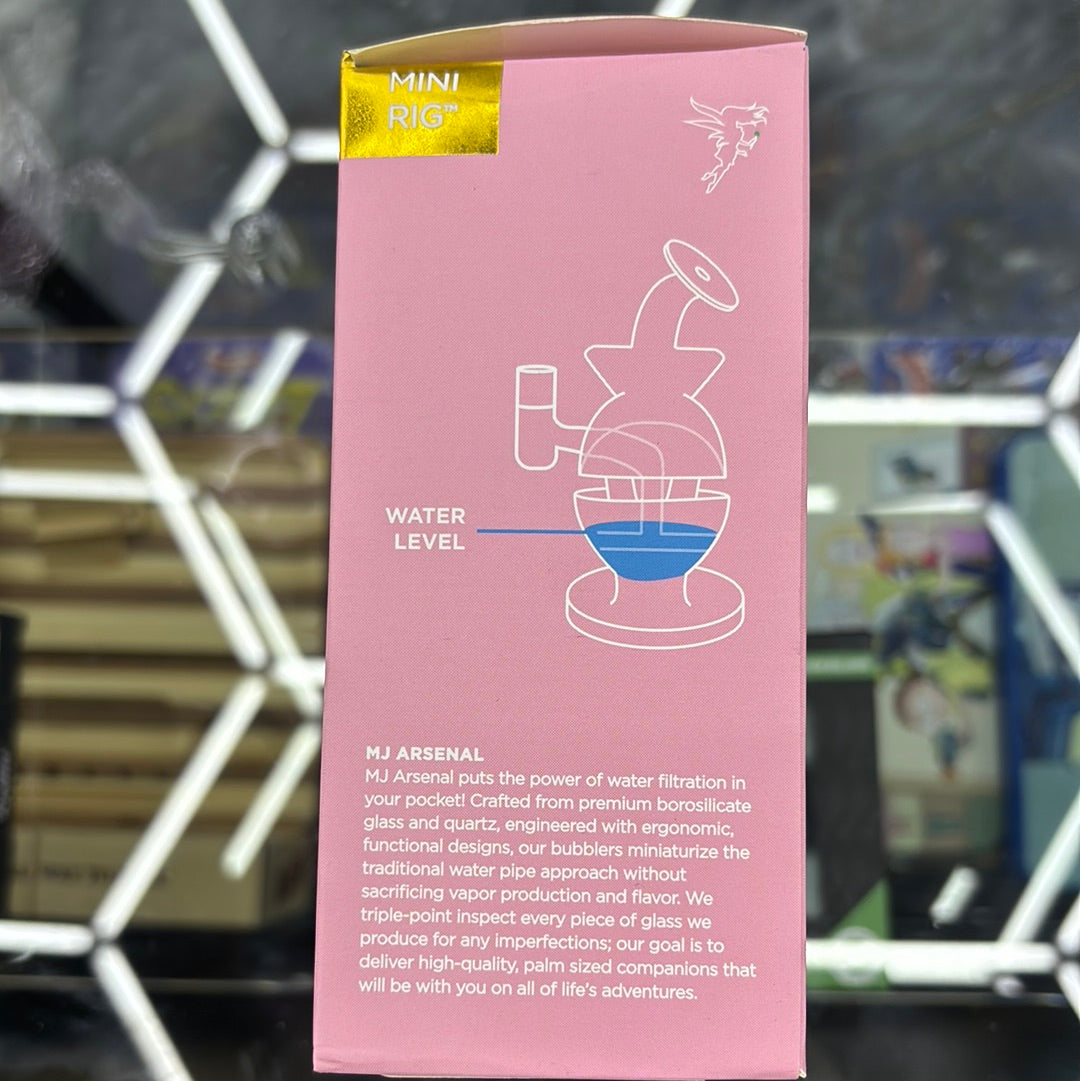 MINI
RIG™
WATER
LEVEL
MJ ARSENAL
MJ Arsenal puts the power of water filtration in
your pocket! Crafted from premium borosilicate
glass and quartz, engineered with ergonomic,
functional designs, our bubblers miniaturize the
traditional water pipe approach without
sacrificing vapor production and flavor. We
triple-point inspect every piece of glass we
produce for any imperfections; our goal is to
deliver high-quality, palm sized companions that
will be with you on all of life's adventures.